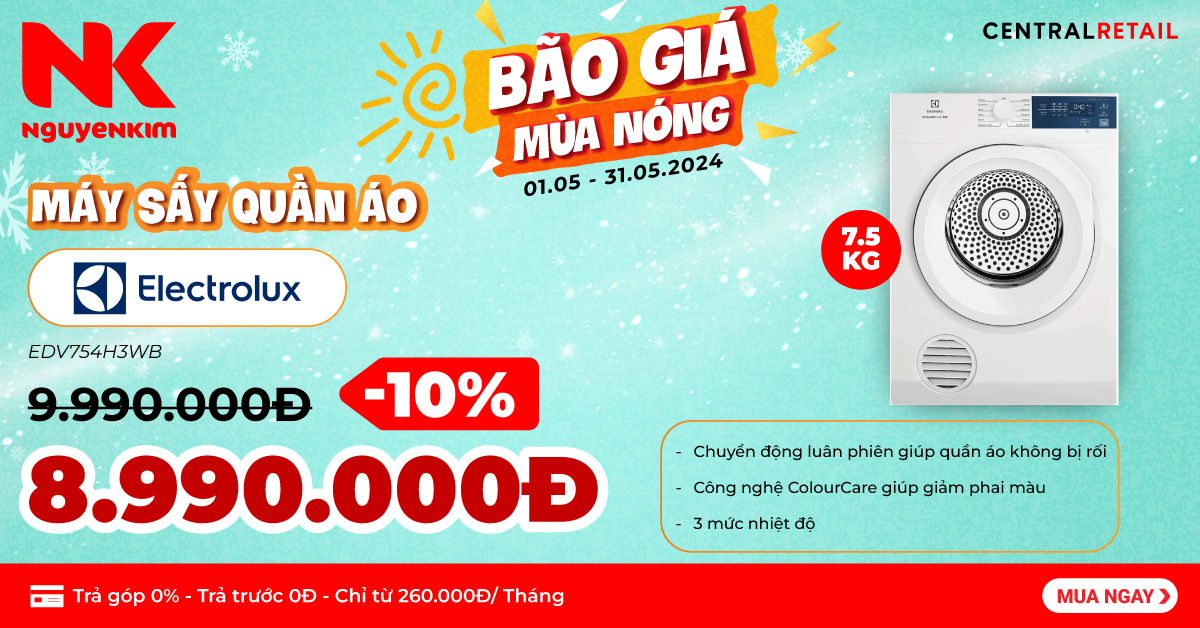 NK
NGUYENKIM
BÃO GIÁ
MÙA NÓNG
01.05 - 31.05.2024
CENTRALRETAIL
MÁY SẤY QUẦN ÁO
Electrolux
EDV754H3WB
9.990.000Đ
-10%
8.990.000Đ
7.5
KG
Electrolux
- Chuyển động luân phiên giúp quần áo không bị rối
- Công nghệ ColourCare giúp giảm phai màu
- 3 mức nhiệt độ
Trả góp 0% - Trả trước 0Đ - Chỉ từ 260.000Đ/ Tháng
MUA NGAY